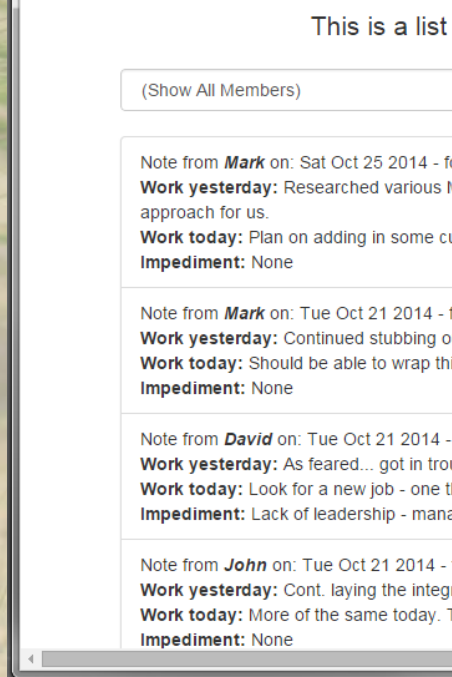 This is a list
(Show All Members)
Note from Mark on: Sat Oct 25 2014 -
Work yesterday: Researched various
approach for us.
Work today: Plan on adding in some
Impediment: None
Note from Mark on: Tue Oct 21 2014 -
Work yesterday: Continued stubbing
Work today: Should be able to wrap
Impediment: None
Note from David on: Tue Oct 21 2014 -
Work yesterday: As feared... got in
Work today: Look for a new job - one
Impediment: Lack of leadership -
Note from John on: Tue Oct 21 2014 -
Work yesterday: Cont. laying the
Work today: More of the same today.
Impediment: None